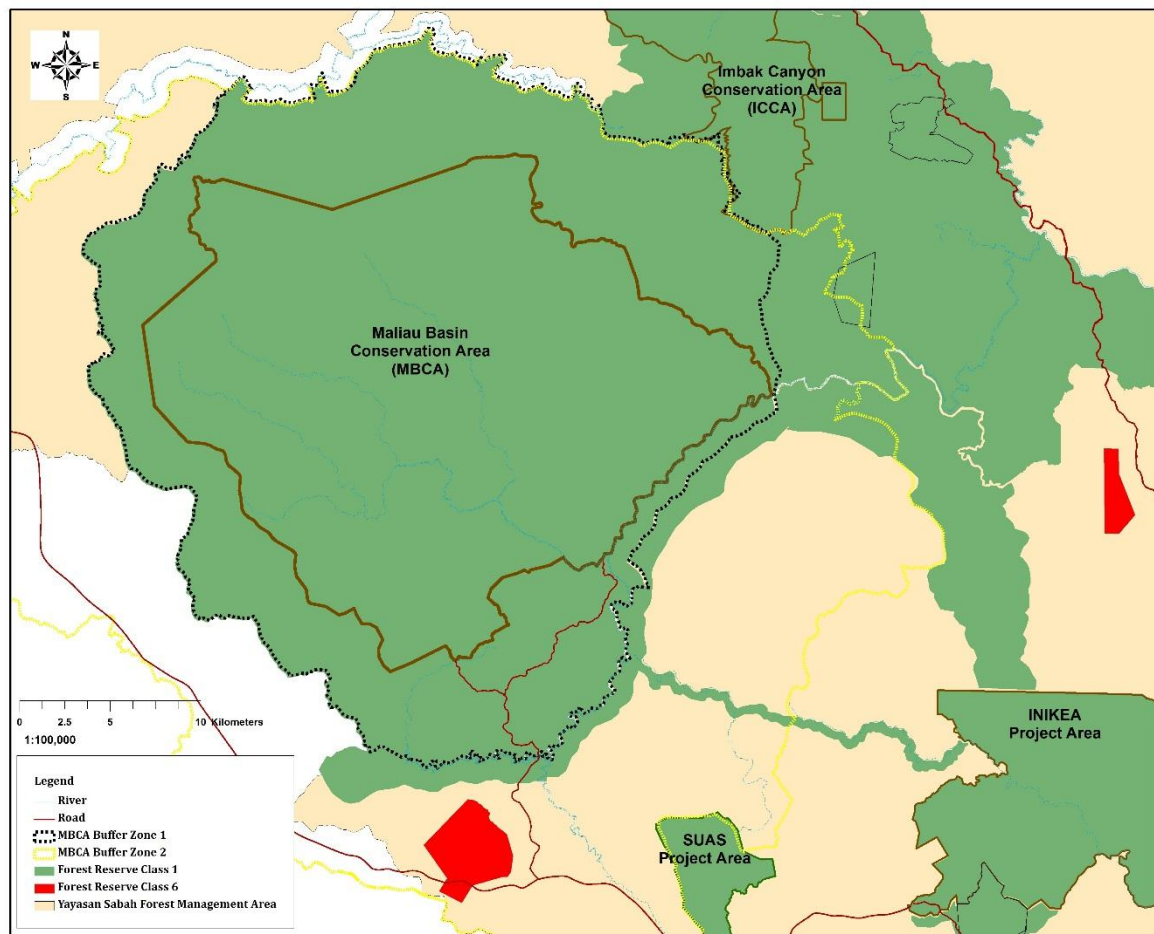 N
W E
S
Imbak Canyon
Conservation Area
(ICCA)
Maliau Basin
Conservation Area
(MBCA)
INIKEA
Project Area
SUAS
Project Area
0 2.5 5 10 Kilometers
1:100,000
Legend
River
Road
MBCA Buffer Zone 1
MBCA Buffer Zone 2
Forest Reserve Class 1
Forest Reserve Class 6
Yayasan Sabah Forest Management Area